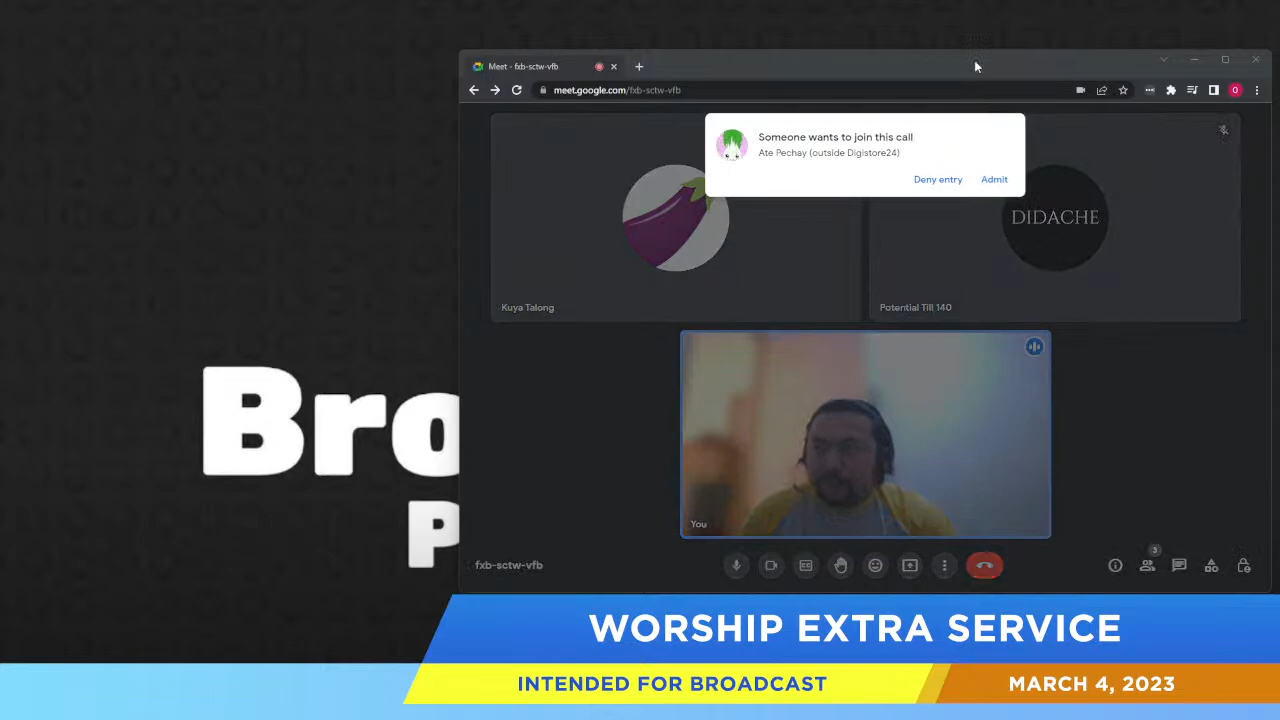 Meet - fxb-sctw-vfb
meet.google.com/fxb-sctw-vfb
Someone wants to join this call
Ate Pechay (outside Digistore24)
Deny entry
Admit
DIDACHE
Kuya Talong
Potential Till 140
Bro
P
You
fxb-sctw-vfb
3
WORSHIP EXTRA SERVICE
INTENDED FOR BROADCAST
MARCH 4, 2023